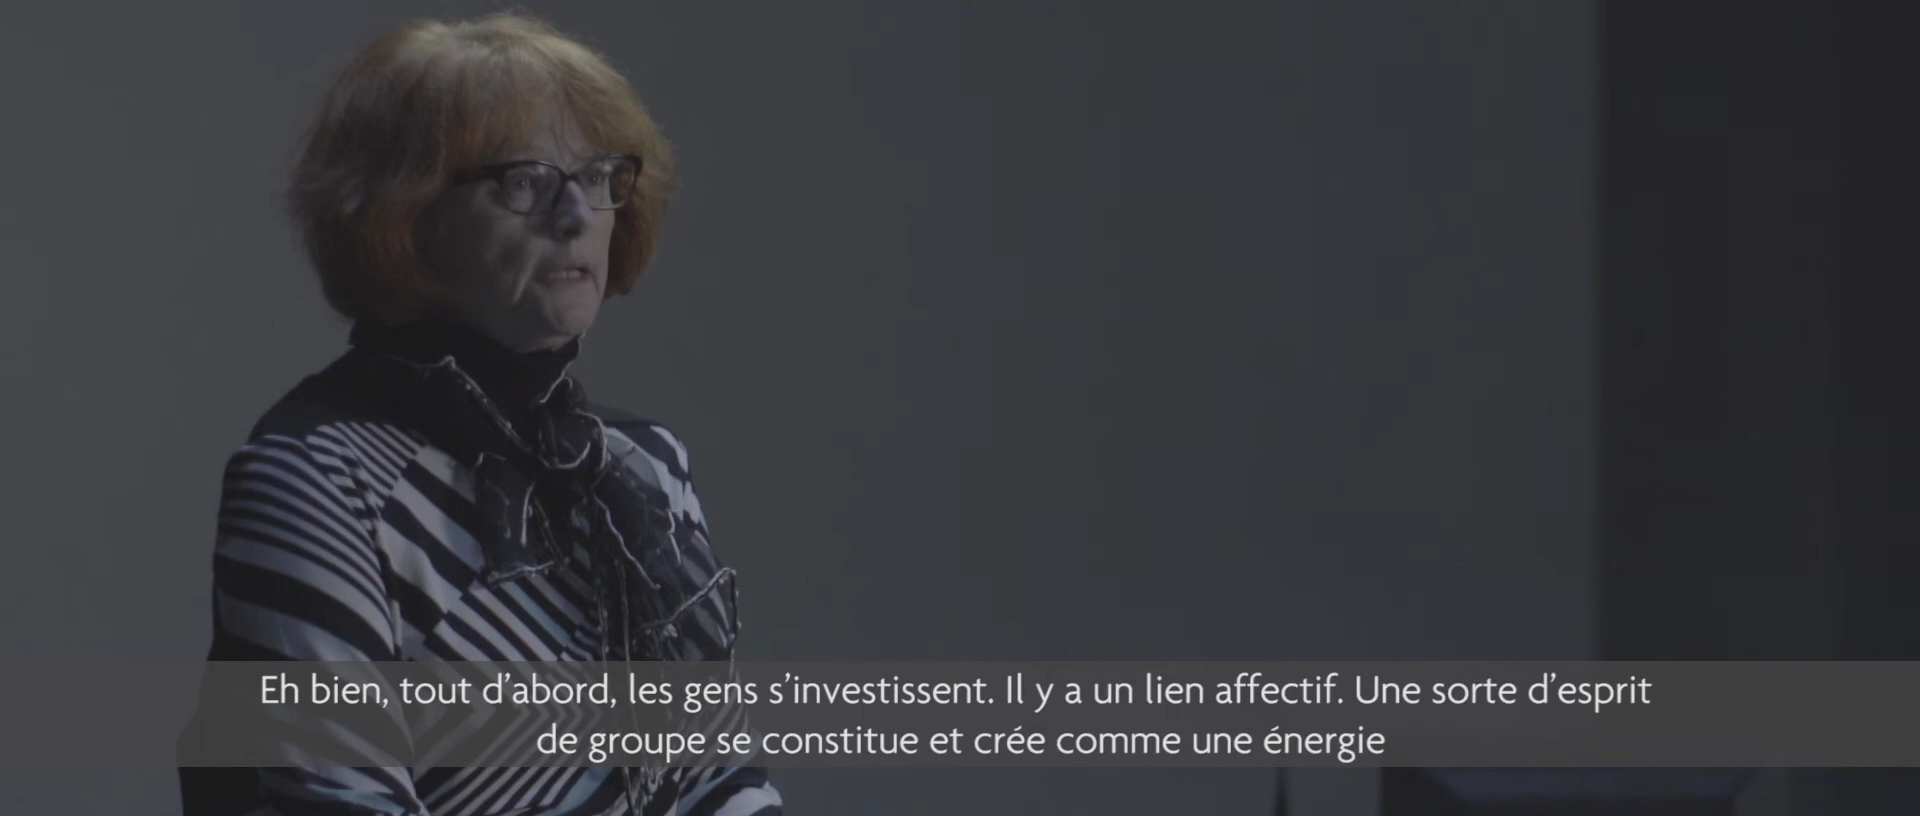 Eh bien, tout d’abord, les gens s’investissent. Il y a un lien affectif. Une sorte d’esprit
de groupe se constitue et crée comme une énergie